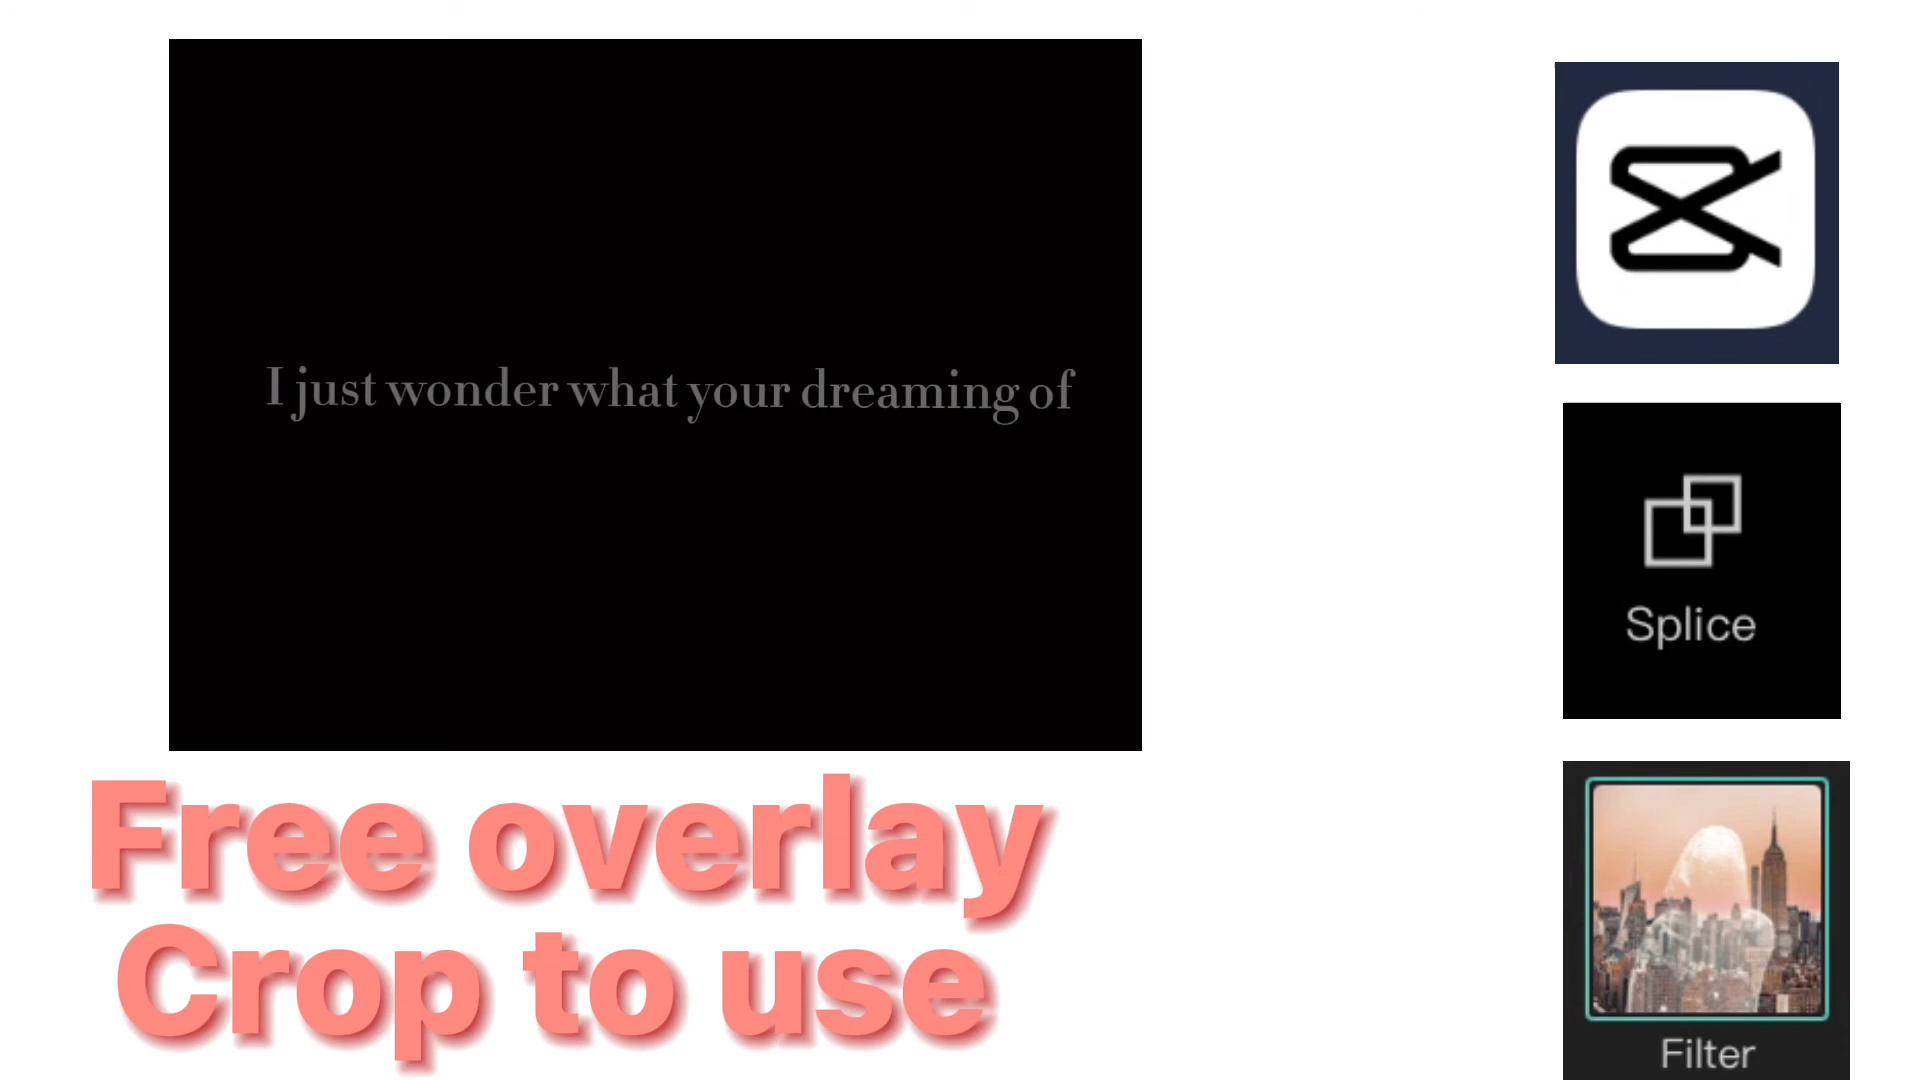 I just wonder what your dreaming of
Splice
Free overlay
Crop to use
Filter